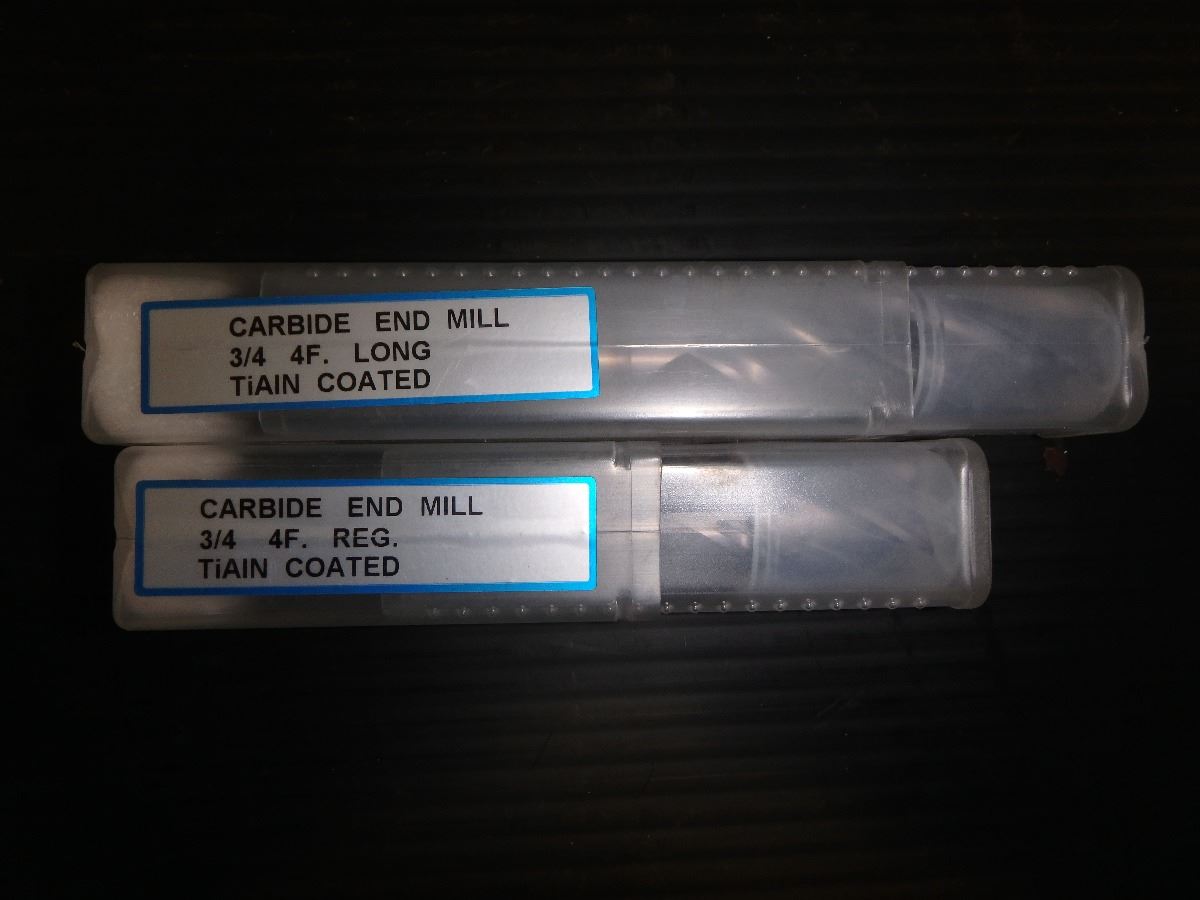 CARBIDE END MILL
3/4 4F. LONG
TiAIN COATED
CARBIDE END MILL
3/4 4F. REG.
TiAIN COATED